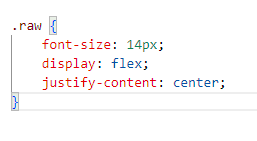 .raw {
    font-size: 14px;
    display: flex;
    justify-content: center;
}